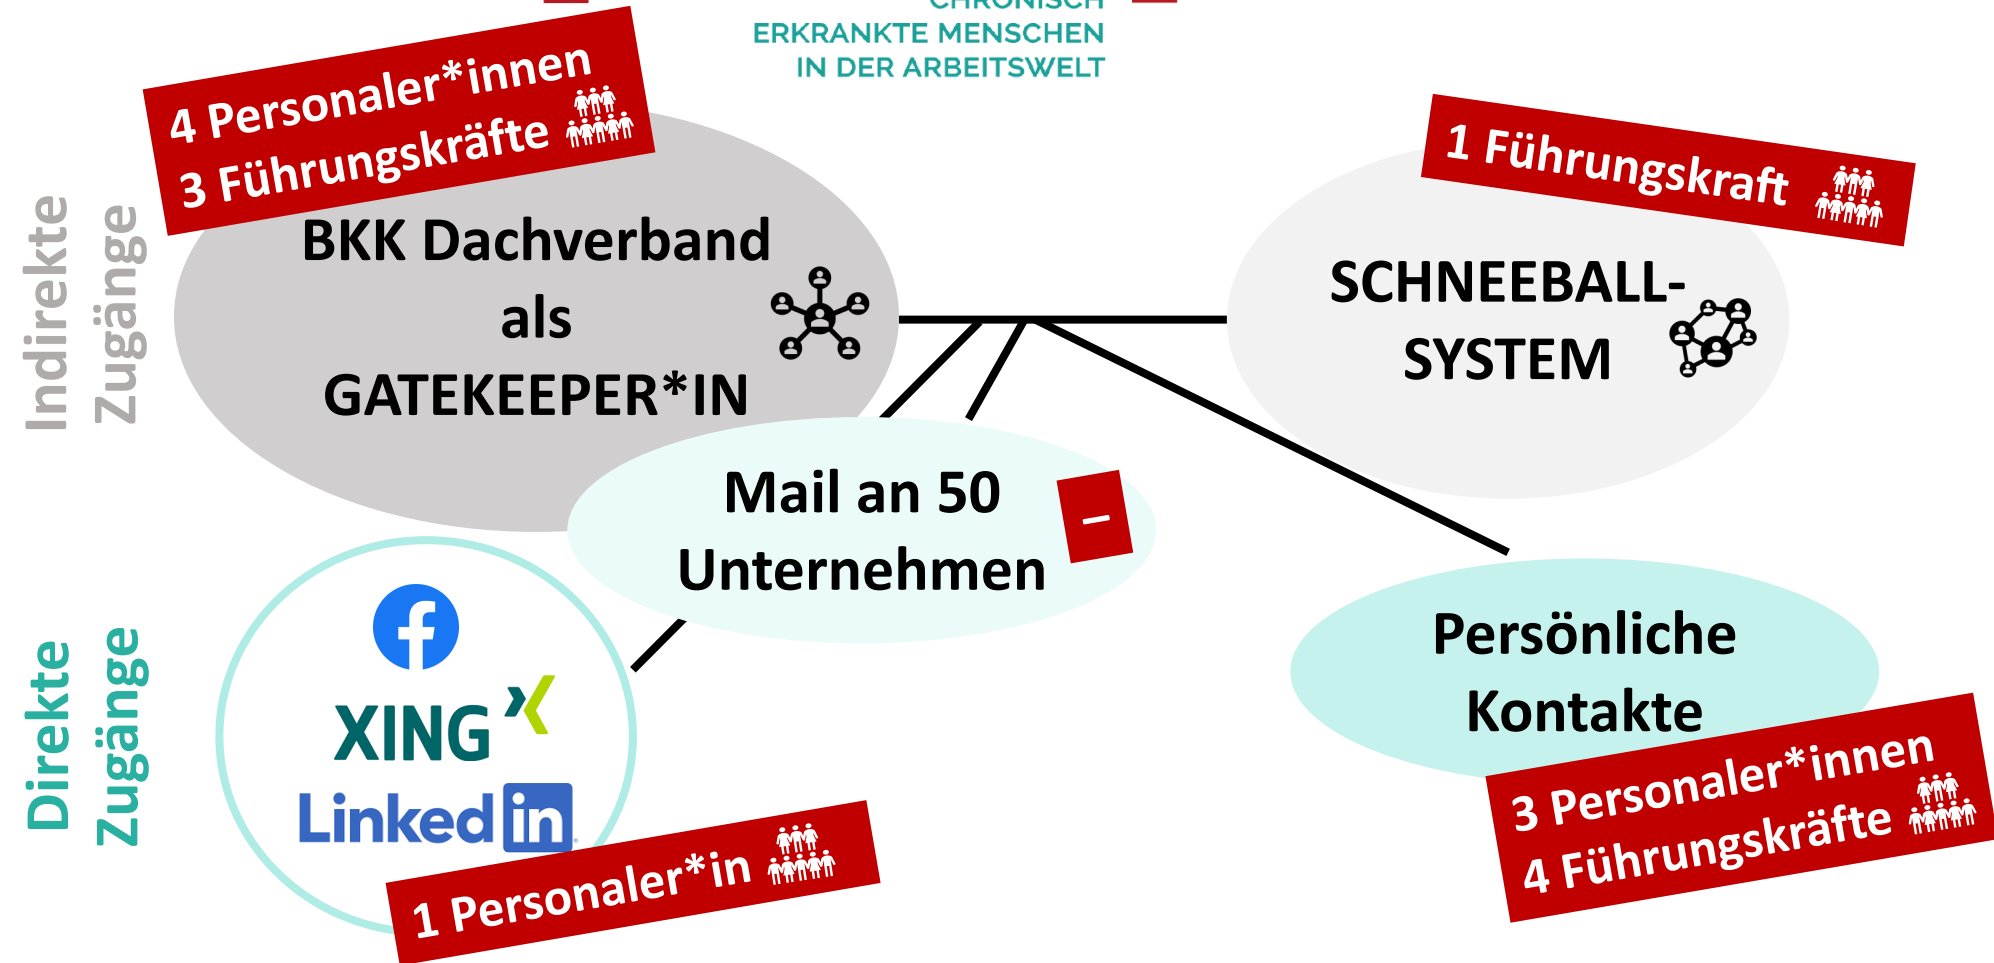 CHRONISCH
ERKRANKTE MENSCHEN
IN DER ARBEITSWELT
4 Personaler*innen
3 Führungskräfte
1 Führungskraft
Indirekte
Zugänge
BKK Dachverband
als
GATEKEEPER*IN
SCHNEEBALL-
SYSTEM
Mail an 50
Unternehmen
–
Direkte
Zugänge
XING
Linked in
1 Personaler*in
Persönliche
Kontakte
3 Personaler*innen
4 Führungskräfte